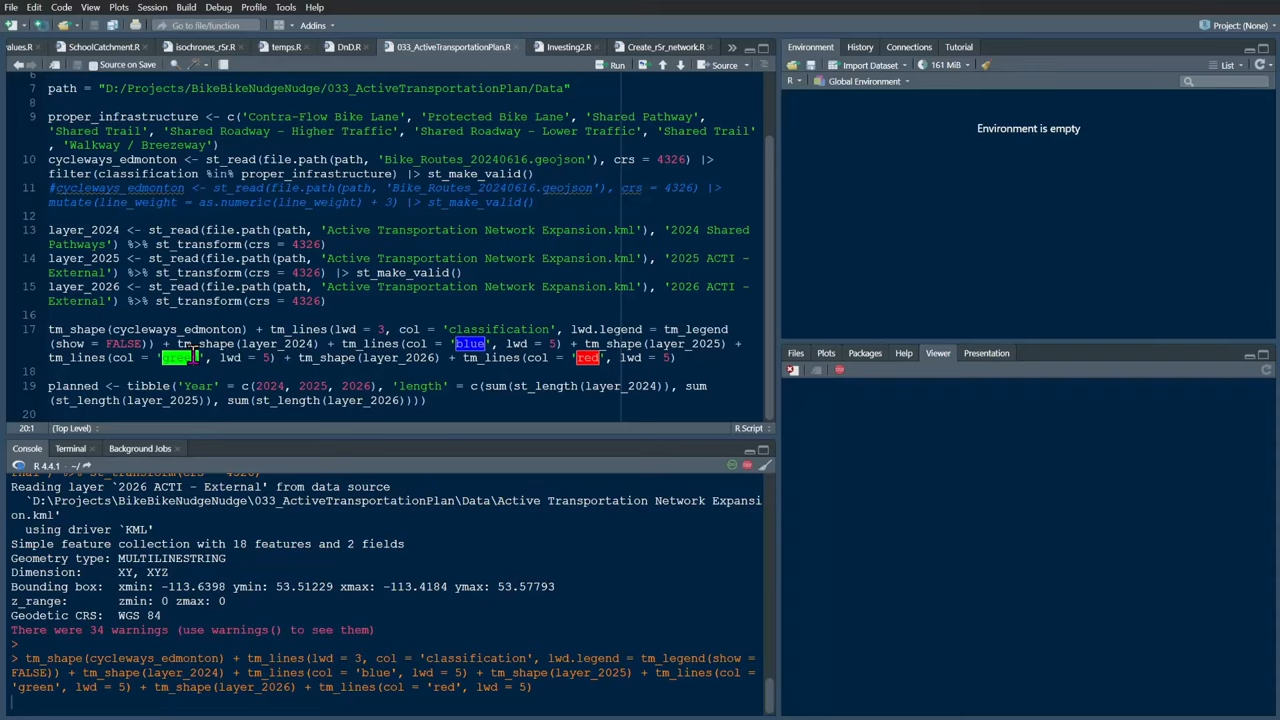 File Edit Code View Plots Session Build Debug Profile Tools Help
Go to file/function Addins Project: (None)
values.R SchoolCatchment.R isochrones_r5r.R temps.R DnD.R 033_ActiveTransportationPlan.R Investing2.R Create_r5r_network.R
Source on Save Run Source
6
7 path = "D:/Projects/BikeBikeNudgeNudge/033_ActiveTransportationPlan/Data"
8
9 proper_infrastructure <- c('Contra-Flow Bike Lane', 'Protected Bike Lane', 'Shared Pathway',
'Shared Trail', 'Shared Roadway - Higher Traffic', 'Shared Roadway - Lower Traffic', 'Shared Trail'
, 'Walkway / Breezeway')
10 cycleways_edmonton <- st_read(file.path(path, 'Bike_Routes_20240616.geojson'), crs = 4326) |>
filter(classification %in% proper_infrastructure) |> st_make_valid()
11 #cycleways_edmonton <- st_read(file.path(path, 'Bike_Routes_20240616.geojson'), crs = 4326) |>
mutate(line_weight = as.numeric(line_weight) + 3) |> st_make_valid()
12
13 layer_2024 <- st_read(file.path(path, 'Active Transportation Network Expansion.kml'), '2024 Shared
Pathways') %>% st_transform(crs = 4326)
14 layer_2025 <- st_read(file.path(path, 'Active Transportation Network Expansion.kml'), '2025 ACTI -
External') %>% st_transform(crs = 4326) |> st_make_valid()
15 layer_2026 <- st_read(file.path(path, 'Active Transportation Network Expansion.kml'), '2026 ACTI -
External') %>% st_transform(crs = 4326)
16
17 tm_shape(cycleways_edmonton) + tm_lines(lwd = 3, col = 'classification', lwd.legend = tm_legend
(show = FALSE)) + tm_shape(layer_2024) + tm_lines(col = 'blue', lwd = 5) + tm_shape(layer_2025) +
tm_lines(col = 'green', lwd = 5) + tm_shape(layer_2026) + tm_lines(col = 'red', lwd = 5)
18
19 planned <- tibble('Year' = c(2024, 2025, 2026), 'length' = c(sum(st_length(layer_2024)), sum
(st_length(layer_2025)), sum(st_length(layer_2026))))
20
20:1 (Top Level) R Script
Console Terminal Background Jobs
R 4.4.1 · ~/
Reading layer `2026 ACTI - External' from data source
`D:\Projects\BikeBikeNudgeNudge\033_ActiveTransportationPlan\Data\Active Transportation Network Expansi
on.kml'
using driver `KML'
Simple feature collection with 18 features and 2 fields
Geometry type: MULTILINESTRING
Dimension: XY, XYZ
Bounding box: xmin: -113.6398 ymin: 53.51229 xmax: -113.4184 ymax: 53.57793
z_range: zmin: 0 zmax: 0
Geodetic CRS: WGS 84
There were 34 warnings (use warnings() to see them)
>
> tm_shape(cycleways_edmonton) + tm_lines(lwd = 3, col = 'classification', lwd.legend = tm_legend(show =
FALSE)) + tm_shape(layer_2024) + tm_lines(col = 'blue', lwd = 5) + tm_shape(layer_2025) + tm_lines(col =
'green', lwd = 5) + tm_shape(layer_2026) + tm_lines(col = 'red', lwd = 5)
Environment History Connections Tutorial
Import Dataset 161 MiB List
R Global Environment
Environment is empty
Files Plots Packages Help Viewer Presentation